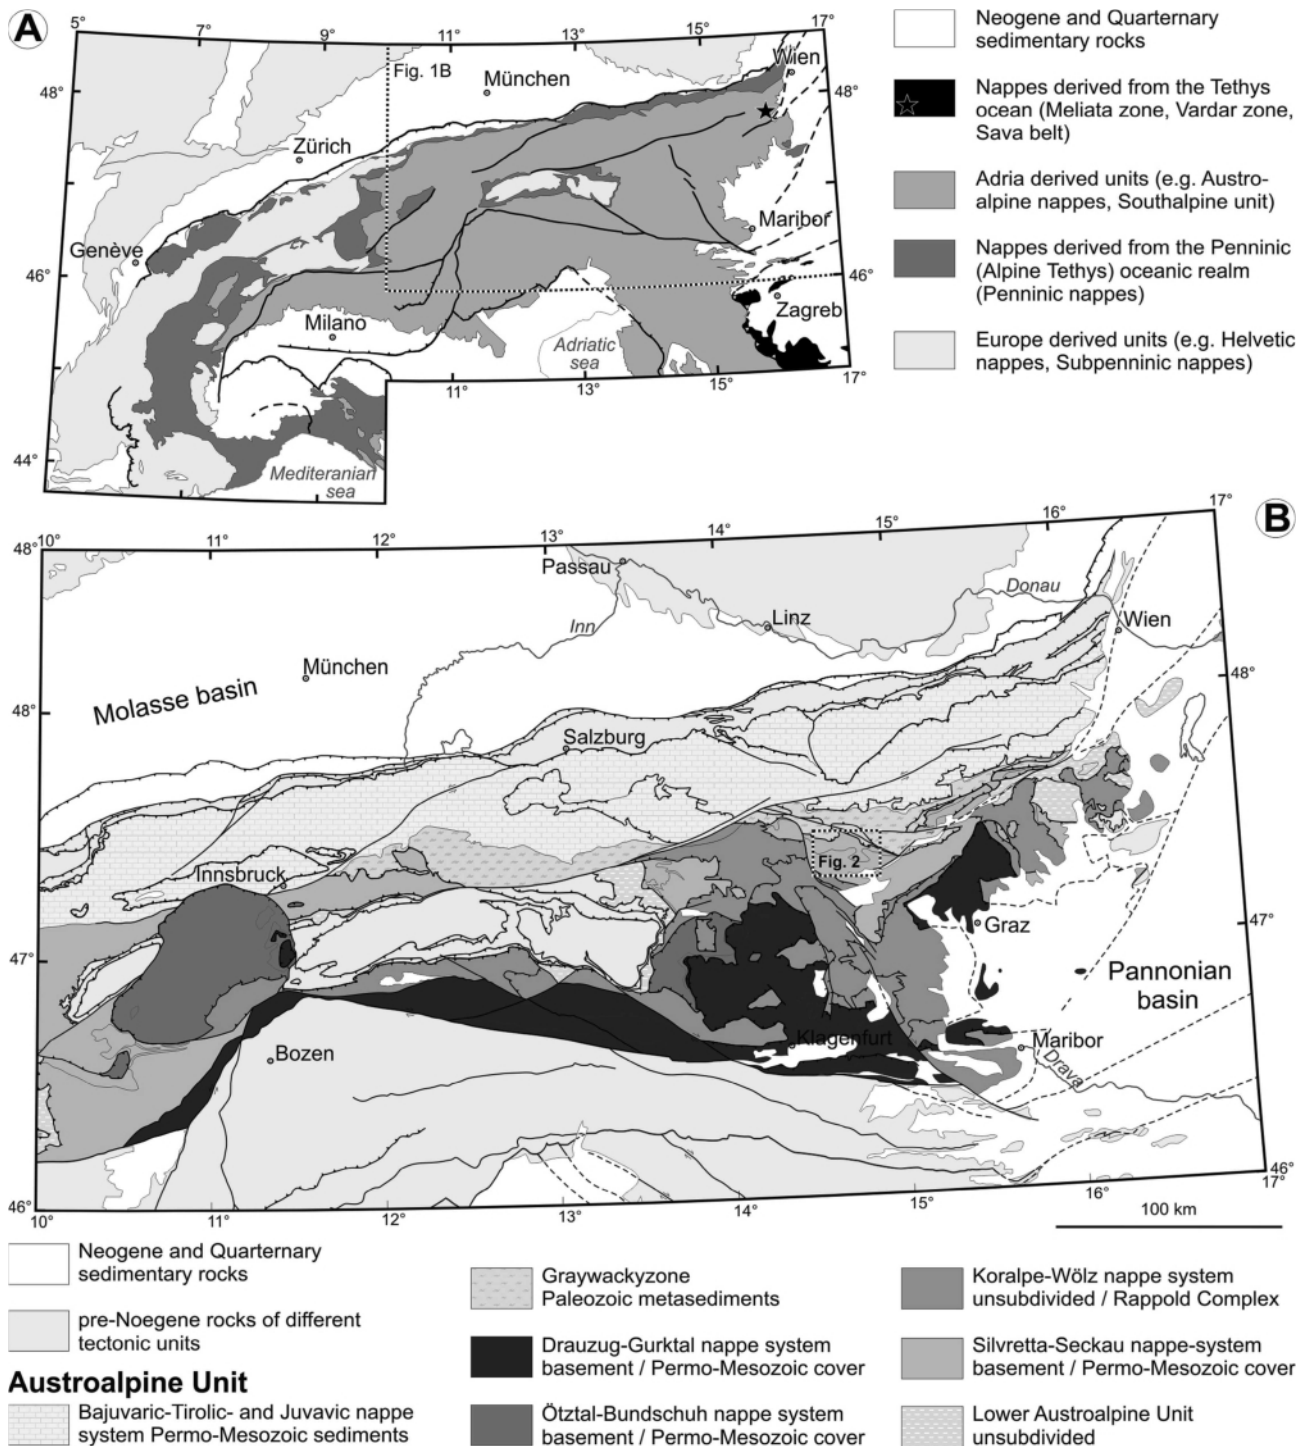 A
5°
7°
9°
11°
13°
15°
17°
Fig. 1B
München
Wien
48°
48°
Zürich
Maribor
Genève
46°
46°
Milano
Zagreb
Adriatic
sea
11°
13°
15°
17°
44°
Mediteranian
sea
Neogene and Quarternary
sedimentary rocks
Nappes derived from the Tethys
ocean (Meliata zone, Vardar zone,
Sava belt)
Adria derived units (e.g. Austro-
alpine nappes, Southalpine unit)
Nappes derived from the Penninic
(Alpine Tethys) oceanic realm
(Penninic nappes)
Europe derived units (e.g. Helvetic
nappes, Subpenninic nappes)
B
48°
10°
11°
12°
13°
14°
15°
16°
17°
Passau
Donau
Linz
Inn
Wien
München
Molasse basin
48°
48°
Salzburg
Fig. 2
Innsbruck
Graz
47°
47°
Pannonian
basin
Klagenfurt
Maribor
Bozen
Drava
46°
46°
10°
11°
12°
13°
14°
15°
16°
17°
100 km
Neogene and Quarternary
sedimentary rocks
pre-Noegene rocks of different
tectonic units
Austroalpine Unit
Bajuvaric-Tirolic- and Juvavic nappe
system Permo-Mesozoic sediments
Graywackyzone
Paleozoic metasediments
Drauzug-Gurktal nappe system
basement / Permo-Mesozoic cover
Ötztal-Bundschuh nappe system
basement / Permo-Mesozoic cover
Koralpe-Wölz nappe system
unsubdivided / Rappold Complex
Silvretta-Seckau nappe-system
basement / Permo-Mesozoic cover
Lower Austroalpine Unit
unsubdivided